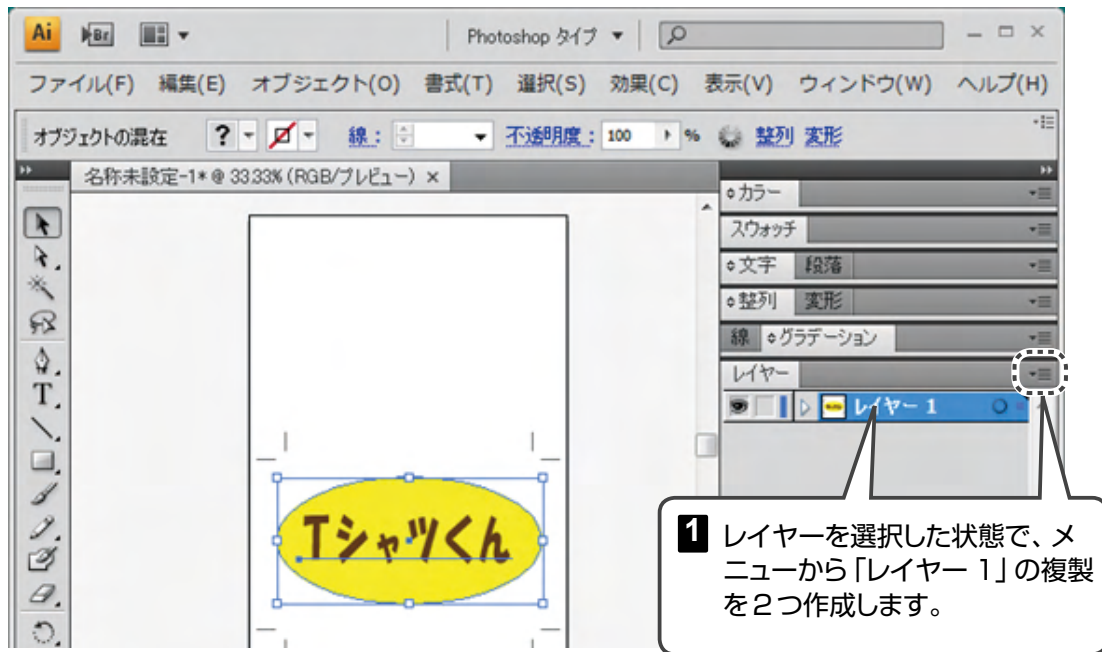 Ai Br Photoshop タイプ
ファイル(F) 編集(E) オブジェクト(O) 書式(T) 選択(S) 効果(C) 表示(V) ウィンドウ(W) ヘルプ(H)
オブジェクトの混在 ? 線： 不透明度：100 % 整列 変形
名称未設定-1* @ 33.33% (RGB/プレビュー) ×
カラー
スウォッチ
文字 段落
整列 変形
線 グラデーション
レイヤー
レイヤー 1
T
Tシャツくん
1 レイヤーを選択した状態で、メ
ニューから「レイヤー 1」の複製
を2つ作成します。